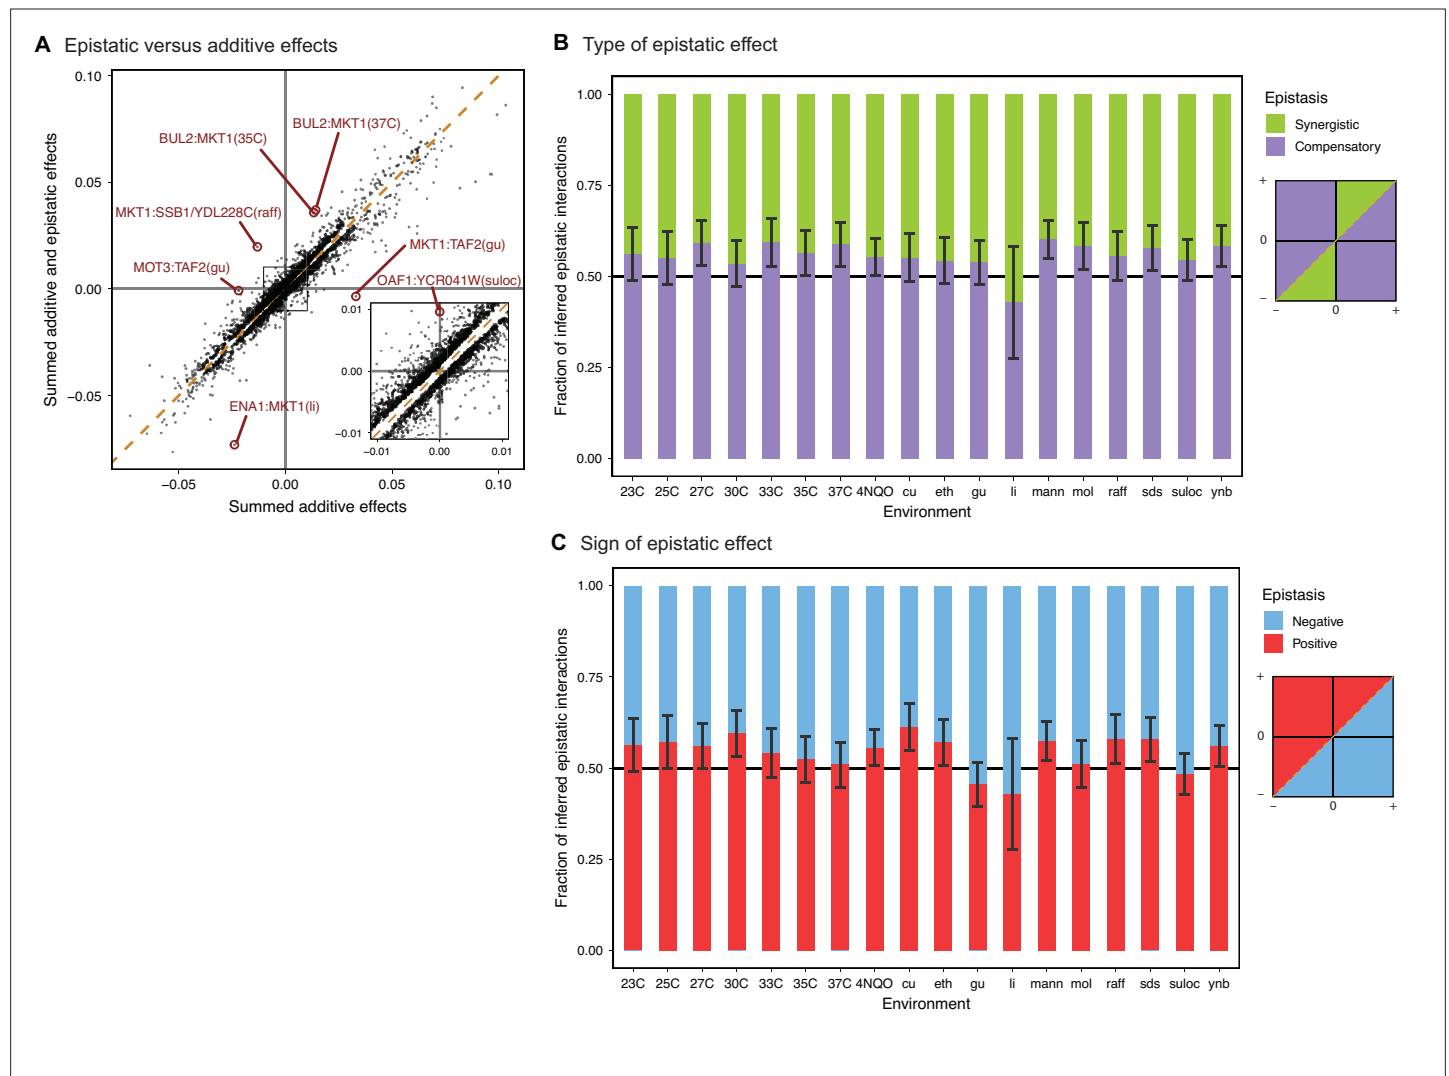 A Epistatic versus additive effects
Summed additive and epistatic effects
0.10
0.05
0.00
−0.05
−0.05
0.00
0.05
0.10
Summed additive effects
BUL2:MKT1(35C)
BUL2:MKT1(37C)
MKT1:SSB1/YDL228C(raff)
MKT1:TAF2(gu)
MOT3:TAF2(gu)
OAF1:YCR041W(suloc)
ENA1:MKT1(li)
0.01
0.00
−0.01
−0.01
0.00
0.01
B Type of epistatic effect
Fraction of inferred epistatic interactions
1.00
0.75
0.50
0.25
0.00
23C 25C 27C 30C 33C 35C 37C 4NQO cu eth gu li mann mol raff sds suloc ynb
Environment
Epistasis
Synergistic
Compensatory
+
0
−
− 0 +
C Sign of epistatic effect
Fraction of inferred epistatic interactions
1.00
0.75
0.50
0.25
0.00
23C 25C 27C 30C 33C 35C 37C 4NQO cu eth gu li mann mol raff sds suloc ynb
Environment
Epistasis
Negative
Positive
+
0
−
− 0 +